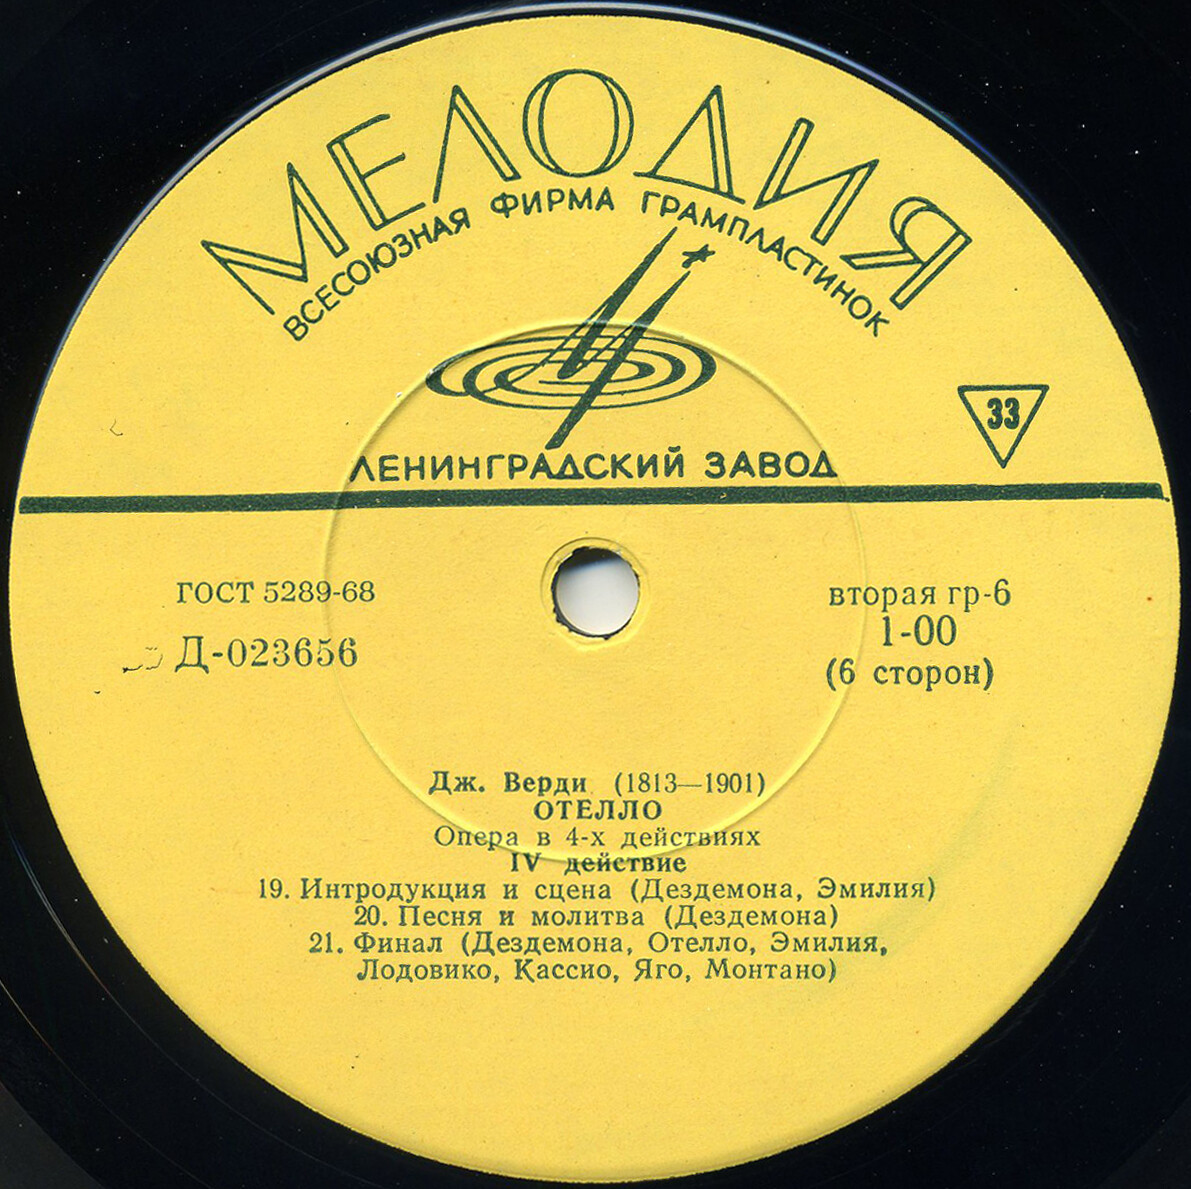 МЕЛОДИЯ
ВСЕСОЮЗНАЯ ФИРМА ГРАМПЛАСТИНОК
33
ЛЕНИНГРАДСКИЙ ЗАВОД
ГОСТ 5289-68
Д-023656
вторая гр-6
1-00
(6 сторон)
Дж. Верди (1813—1901)
ОТЕЛЛО
Опера в 4-х действиях
IV действие
19. Интродукция и сцена (Дездемона, Эмилия)
20. Песня и молитва (Дездемона)
21. Финал (Дездемона, Отелло, Эмилия,
Лодовико, Кассио, Яго, Монтано)